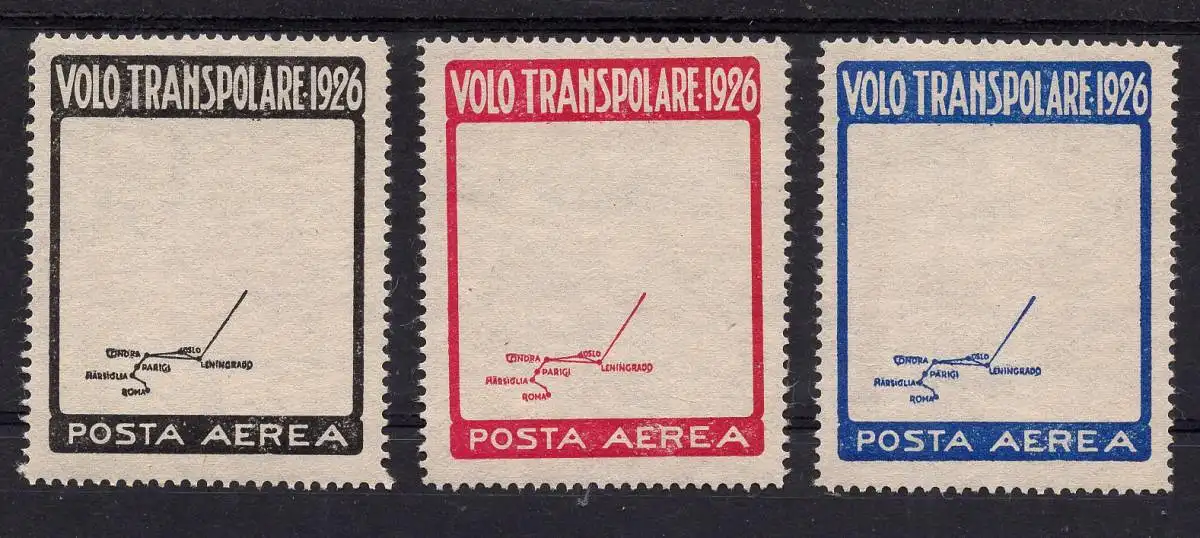 VOLO TRANSPOLARE·1926
LONDRA
OSLO
LENINGRADO
PARIGI
MARSIGLIA
ROMA
POSTA AEREA
VOLO TRANSPOLARE·1926
LONDRA
OSLO
LENINGRADO
PARIGI
MARSIGLIA
ROMA
POSTA AEREA
VOLO TRANSPOLARE·1926
LONDRA
OSLO
LENINGRADO
PARIGI
MARSIGLIA
ROMA
POSTA AEREA